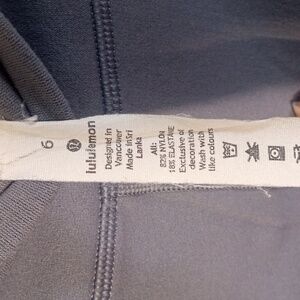 6
lululemon
Designed in
Vancouver
Made in Sri
Lanka
All:
82% NYLON
18% ELASTANE
Exclusive of
decoration
Wash with
like colours